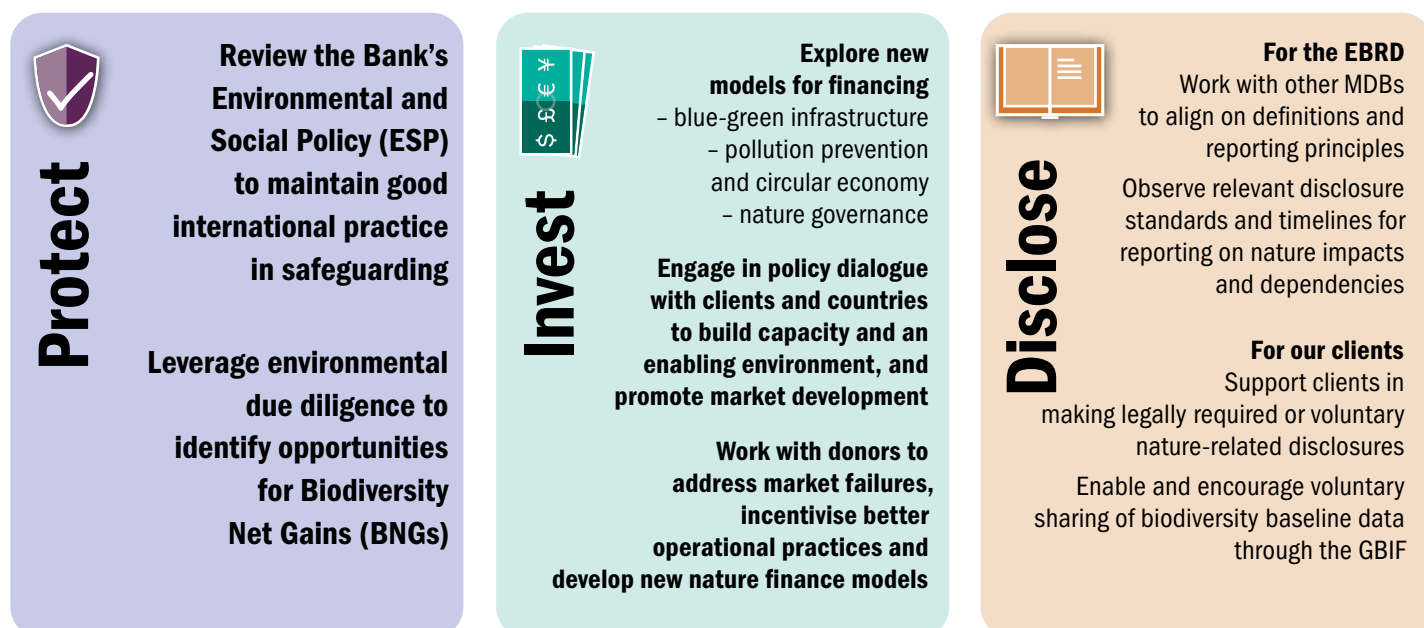 Protect
Review the Bank's
Environmental and
Social Policy (ESP)
to maintain good
international practice
in safeguarding
Leverage environmental
due diligence to
identify opportunities
for Biodiversity
Net Gains (BNGs)
Invest
$ £ € ¥
Explore new
models for financing
– blue-green infrastructure
– pollution prevention
and circular economy
– nature governance
Engage in policy dialogue
with clients and countries
to build capacity and an
enabling environment, and
promote market development
Work with donors to
address market failures,
incentivise better
operational practices and
develop new nature finance models
Disclose
For the EBRD
Work with other MDBs
to align on definitions and
reporting principles
Observe relevant disclosure
standards and timelines for
reporting on nature impacts
and dependencies
For our clients
Support clients in
making legally required or voluntary
nature-related disclosures
Enable and encourage voluntary
sharing of biodiversity baseline data
through the GBIF